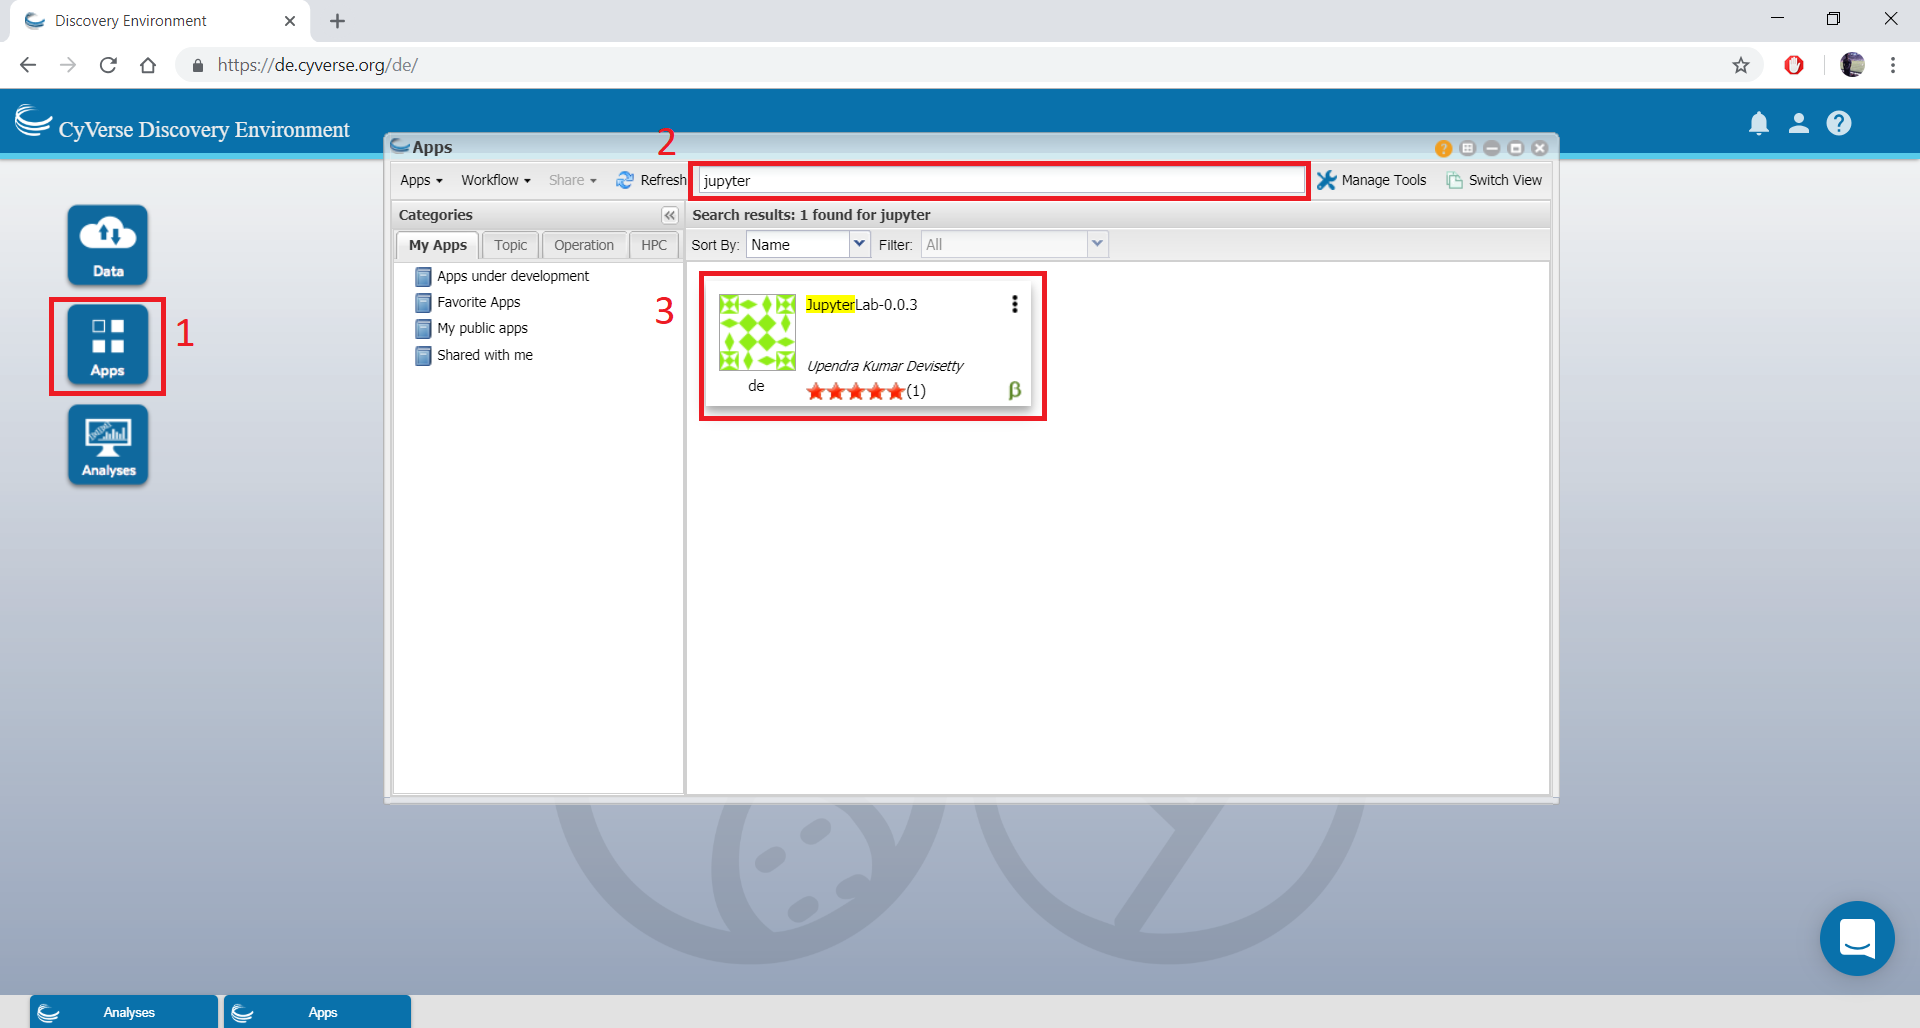 Discovery Environment
https://de.cyverse.org/de/
CyVerse Discovery Environment
Data
1
Apps
Analyses
2
Apps
Apps Workflow Share Refresh jupyter Manage Tools Switch View
Categories
My Apps Topic Operation HPC
Apps under development
Favorite Apps
My public apps
Shared with me
Search results: 1 found for jupyter
Sort By: Name Filter: All
3
JupyterLab-0.0.3
Upendra Kumar Devisetty
de
(1) β
Analyses Apps